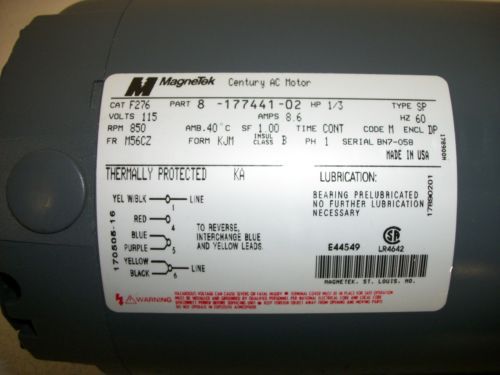 MAGNETEK Century AC Motor
CAT F276 PART 8 -177441-02 HP 1/3 TYPE SP
VOLTS 115 AMPS 8.6 HZ 60
RPM 850 AMB.40°C SF 1.00 TIME CONT CODE M ENCL DP
FR M56CZ FORM KJM INSUL CLASS B PH 1 SERIAL BN7-058
MADE IN USA
THERMALLY PROTECTED KA
LUBRICATION:
BEARING PRELUBRICATED
NO FURTHER LUBRICATION
NECESSARY
YEL W/BLK 1 LINE
RED 4
BLUE
PURPLE 5
YELLOW
BLACK 6 LINE
TO REVERSE,
INTERCHANGE BLUE
AND YELLOW LEADS.
E44549
LR4642
MAGNETEK, ST. LOUIS, MO.
170505-16
17890201
WARNING